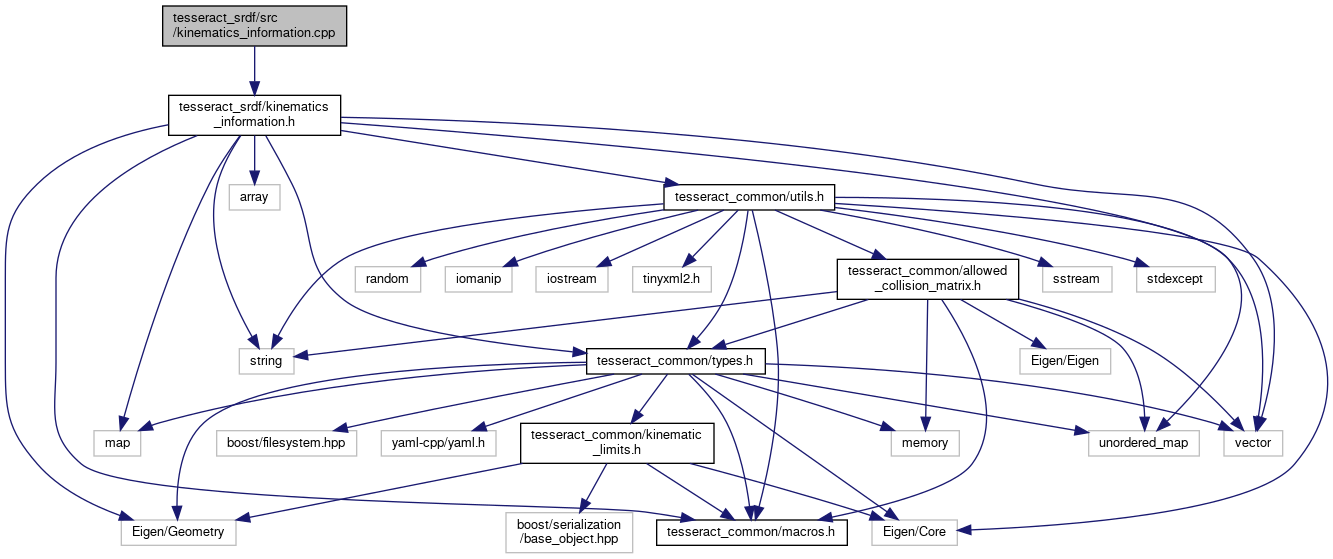 tesseract_srdf/src
/kinematics_information.cpp
tesseract_srdf/kinematics
_information.h
array
tesseract_common/utils.h
random
iomanip
iostream
tinyxml2.h
tesseract_common/allowed
_collision_matrix.h
sstream
stdexcept
string
tesseract_common/types.h
Eigen/Eigen
map
boost/filesystem.hpp
yaml-cpp/yaml.h
tesseract_common/kinematic
_limits.h
memory
unordered_map
vector
Eigen/Geometry
boost/serialization
/base_object.hpp
tesseract_common/macros.h
Eigen/Core